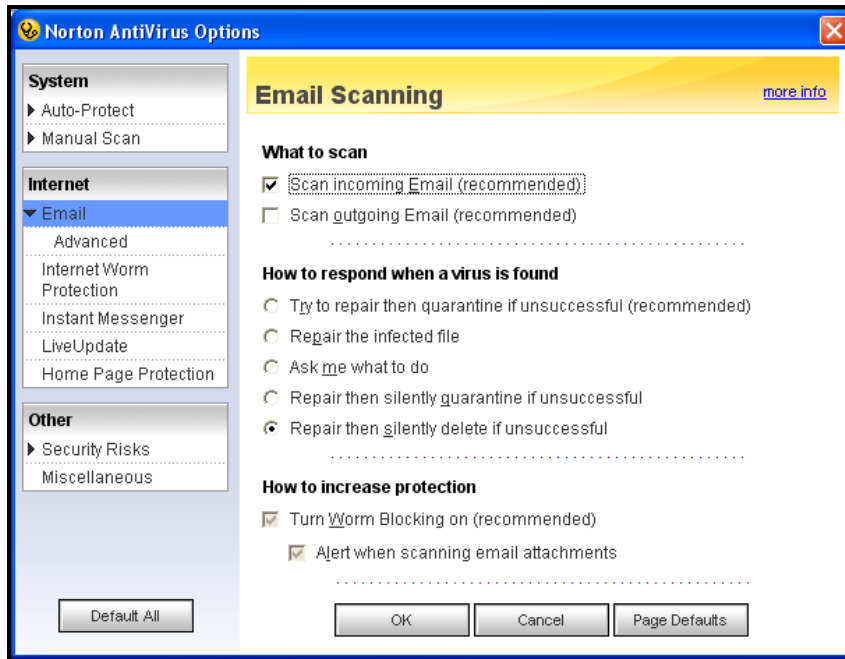 Norton AntiVirus Options
System
Auto-Protect
Manual Scan
Internet
Email
Advanced
Internet Worm
Protection
Instant Messenger
LiveUpdate
Home Page Protection
Other
Security Risks
Miscellaneous
Default All
Email Scanning
more info
What to scan
Scan incoming Email (recommended)
Scan outgoing Email (recommended)
How to respond when a virus is found
Try to repair then quarantine if unsuccessful (recommended)
Repair the infected file
Ask me what to do
Repair then silently quarantine if unsuccessful
Repair then silently delete if unsuccessful
How to increase protection
Turn Worm Blocking on (recommended)
Alert when scanning email attachments
OK
Cancel
Page Defaults